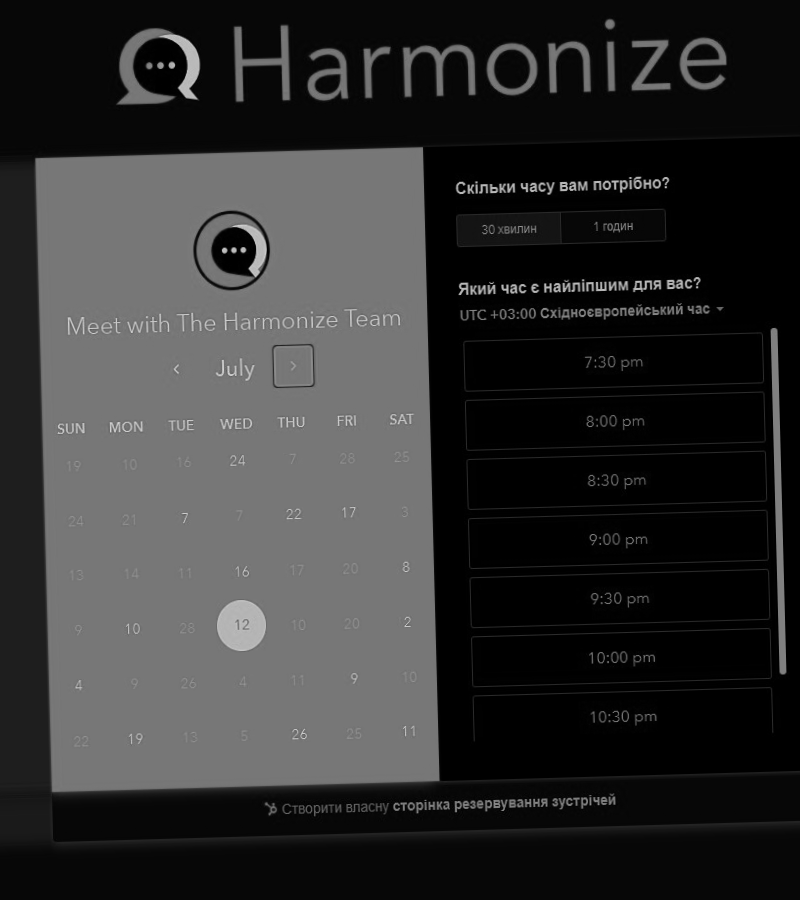 Harmonize
Meet with The Harmonize Team
July
SUN MON TUE WED THU FRI SAT
19 10 16 24 7 28 25
24 21 7 7 22 17 3
13 14 11 16 17 20 8
9 10 28 12 10 20 2
4 9 26 4 11 9 10
22 19 13 5 26 25 11
Скільки часу вам потрібно?
30 хвилин 1 годин
Який час є найліпшим для вас?
UTC +03:00 Східноєвропейський час
7:30 pm
8:00 pm
8:30 pm
9:00 pm
9:30 pm
10:00 pm
10:30 pm
Створити власну сторінка резервування зустрічей